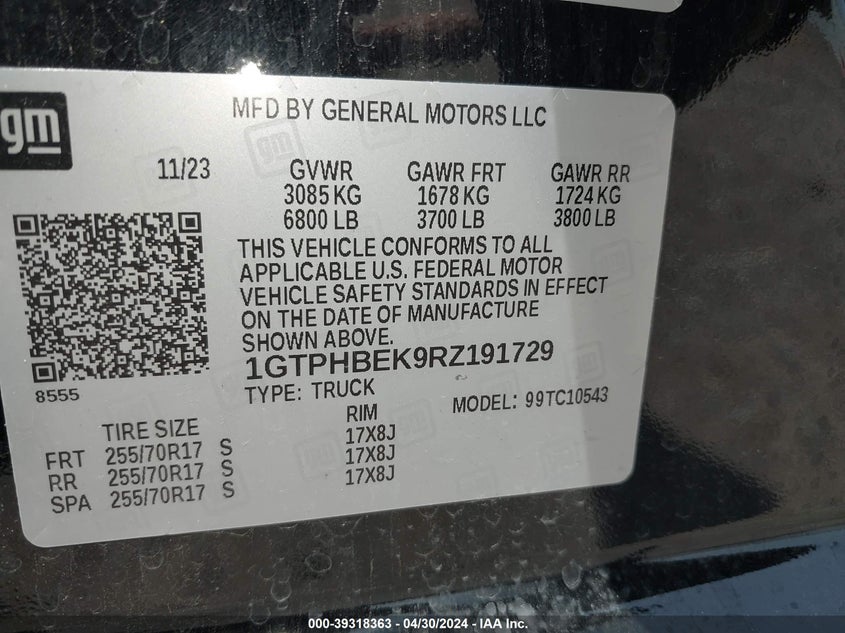 gm
MFD BY GENERAL MOTORS LLC
11/23 GVWR GAWR FRT GAWR RR
3085 KG 1678 KG 1724 KG
6800 LB 3700 LB 3800 LB
THIS VEHICLE CONFORMS TO ALL
APPLICABLE U.S. FEDERAL MOTOR
VEHICLE SAFETY STANDARDS IN EFFECT
ON THE DATE OF MANUFACTURE
SHOWN ABOVE.
1GTPHBEK9RZ191729
8555
TYPE: TRUCK MODEL: 99TC10543
TIRE SIZE RIM
FRT 255/70R17 S 17X8J
RR 255/70R17 S 17X8J
SPA 255/70R17 S 17X8J
000-39318363 - 04/30/2024 - IAA Inc.